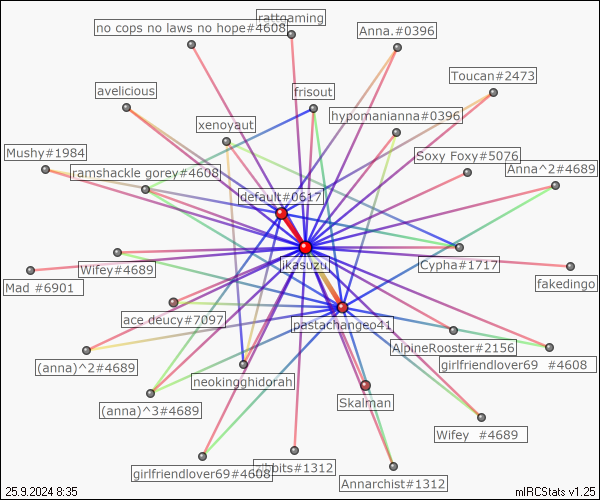 rattgaming
no cops no laws no hope#4608
Anna.#0396
Toucan#2473
avelicious
frisout
hypomanianna#0396
xenoyaut
Mushy#1984
Soxy Foxy#5076
ramshackle gorey#4608
Anna^2#4689
default#0617
ikasuzu
Wifey#4689
Cypha#1717
Mad #6901
fakedingo
ace deucy#7097
pastachangeo41
AlpineRooster#2156
(anna)^2#4689
girlfriendlover69 #4608
neokingghidorah
(anna)^3#4689
Skalman
Wifey #4689
girlfriendlover69#4608
Annarchist#1312
25.9.2024 8:35
mIRCStats v1.25